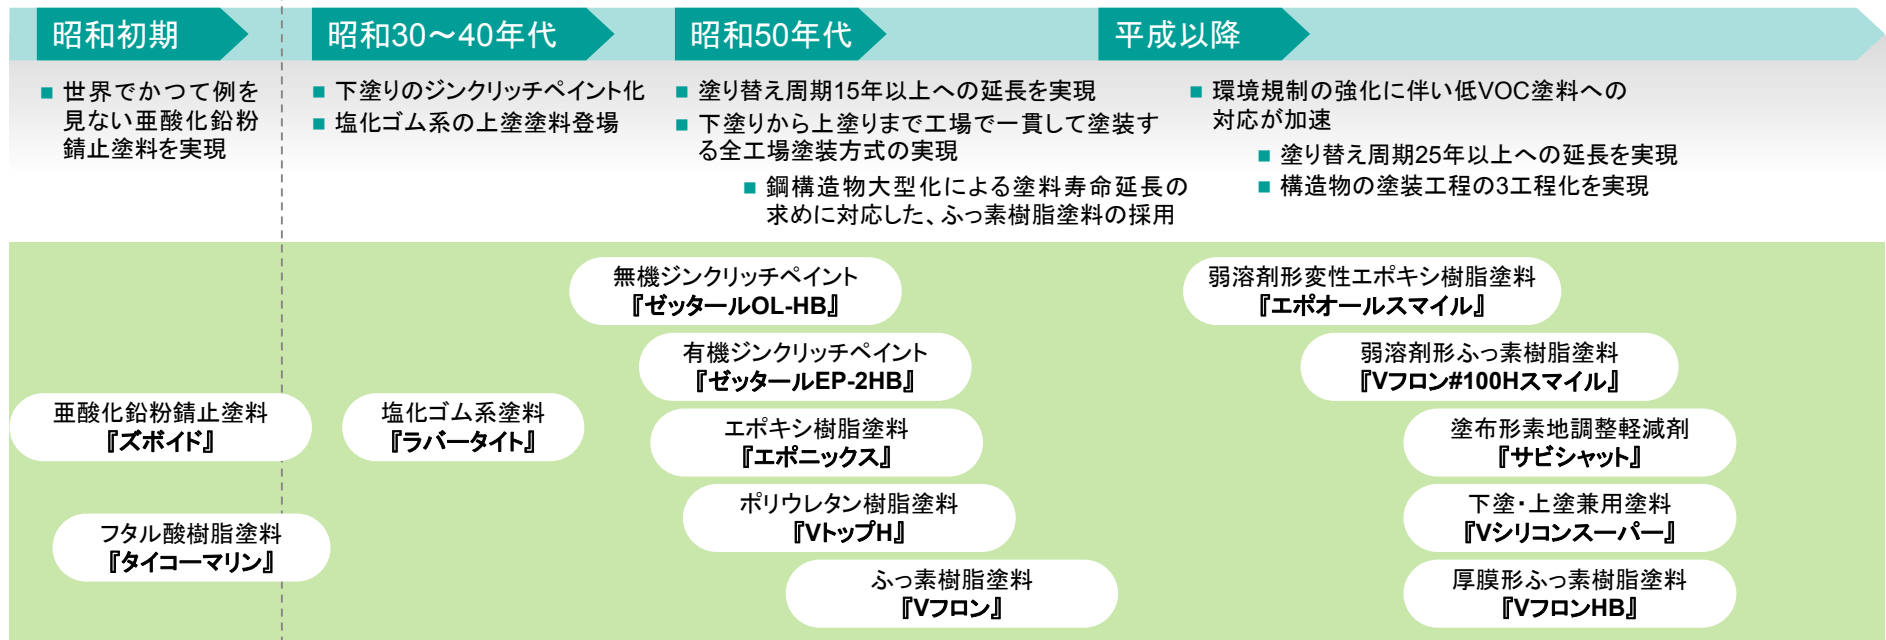 昭和初期
昭和30～40年代
昭和50年代
平成以降
■ 世界でかつて例を
見ない亜酸化鉛粉
錆止塗料を実現
■ 下塗りのジンクリッチペイント化
■ 塩化ゴム系の上塗塗料登場
■ 塗り替え周期15年以上への延長を実現
■ 下塗りから上塗りまで工場で一貫して塗装す
る全工場塗装方式の実現
■ 鋼構造物大型化による塗料寿命延長の
求めに対応した、ふっ素樹脂塗料の採用
■ 環境規制の強化に伴い低VOC塗料への
対応が加速
■ 塗り替え周期25年以上への延長を実現
■ 構造物の塗装工程の3工程化を実現
亜酸化鉛粉錆止塗料
『ズボイド』
フタル酸樹脂塗料
『タイコーマリン』
塩化ゴム系塗料
『ラバータイト』
無機ジンクリッチペイント
『ゼッタールOL-HB』
有機ジンクリッチペイント
『ゼッタールEP-2HB』
エポキシ樹脂塗料
『エポニックス』
ポリウレタン樹脂塗料
『VトップH』
ふっ素樹脂塗料
『Vフロン』
弱溶剤形変性エポキシ樹脂塗料
『エポオールスマイル』
弱溶剤形ふっ素樹脂塗料
『Vフロン#100Hスマイル』
塗布形素地調整軽減剤
『サビシャット』
下塗・上塗兼用塗料
『Vシリコンスーパー』
厚膜形ふっ素樹脂塗料
『VフロンHB』